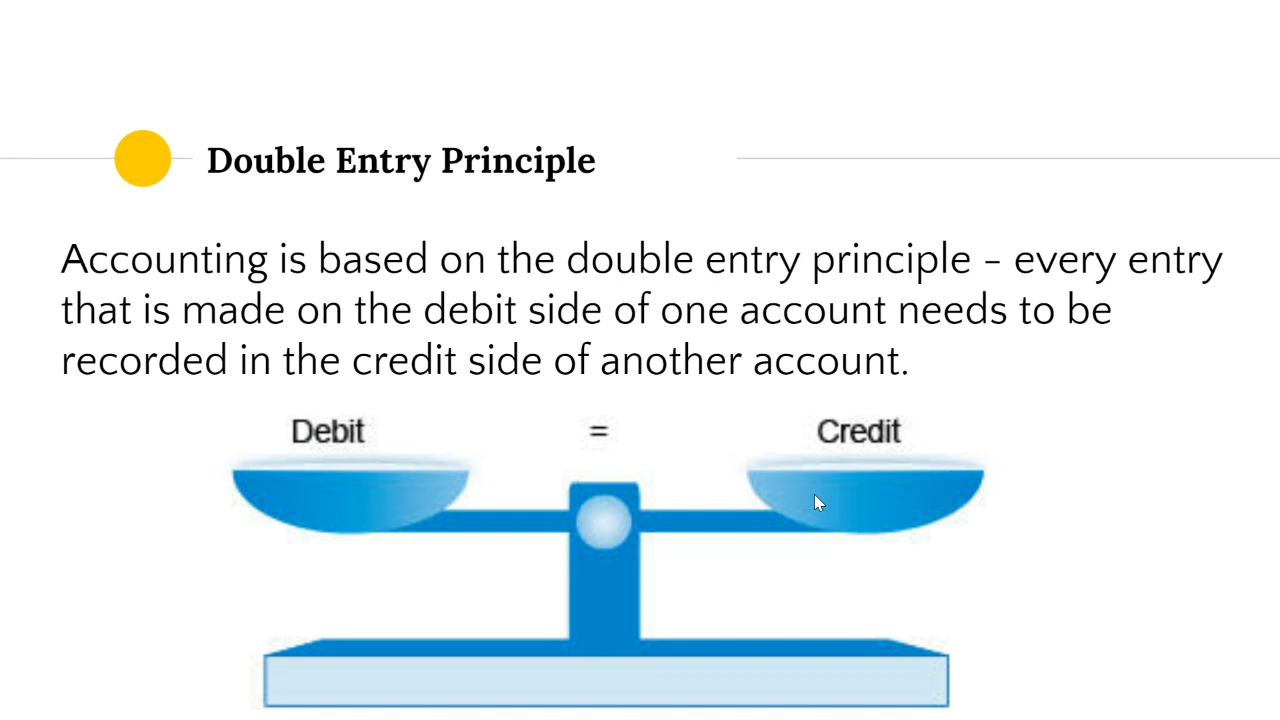 Double Entry Principle
Accounting is based on the double entry principle - every entry
that is made on the debit side of one account needs to be
recorded in the credit side of another account.
Debit = Credit